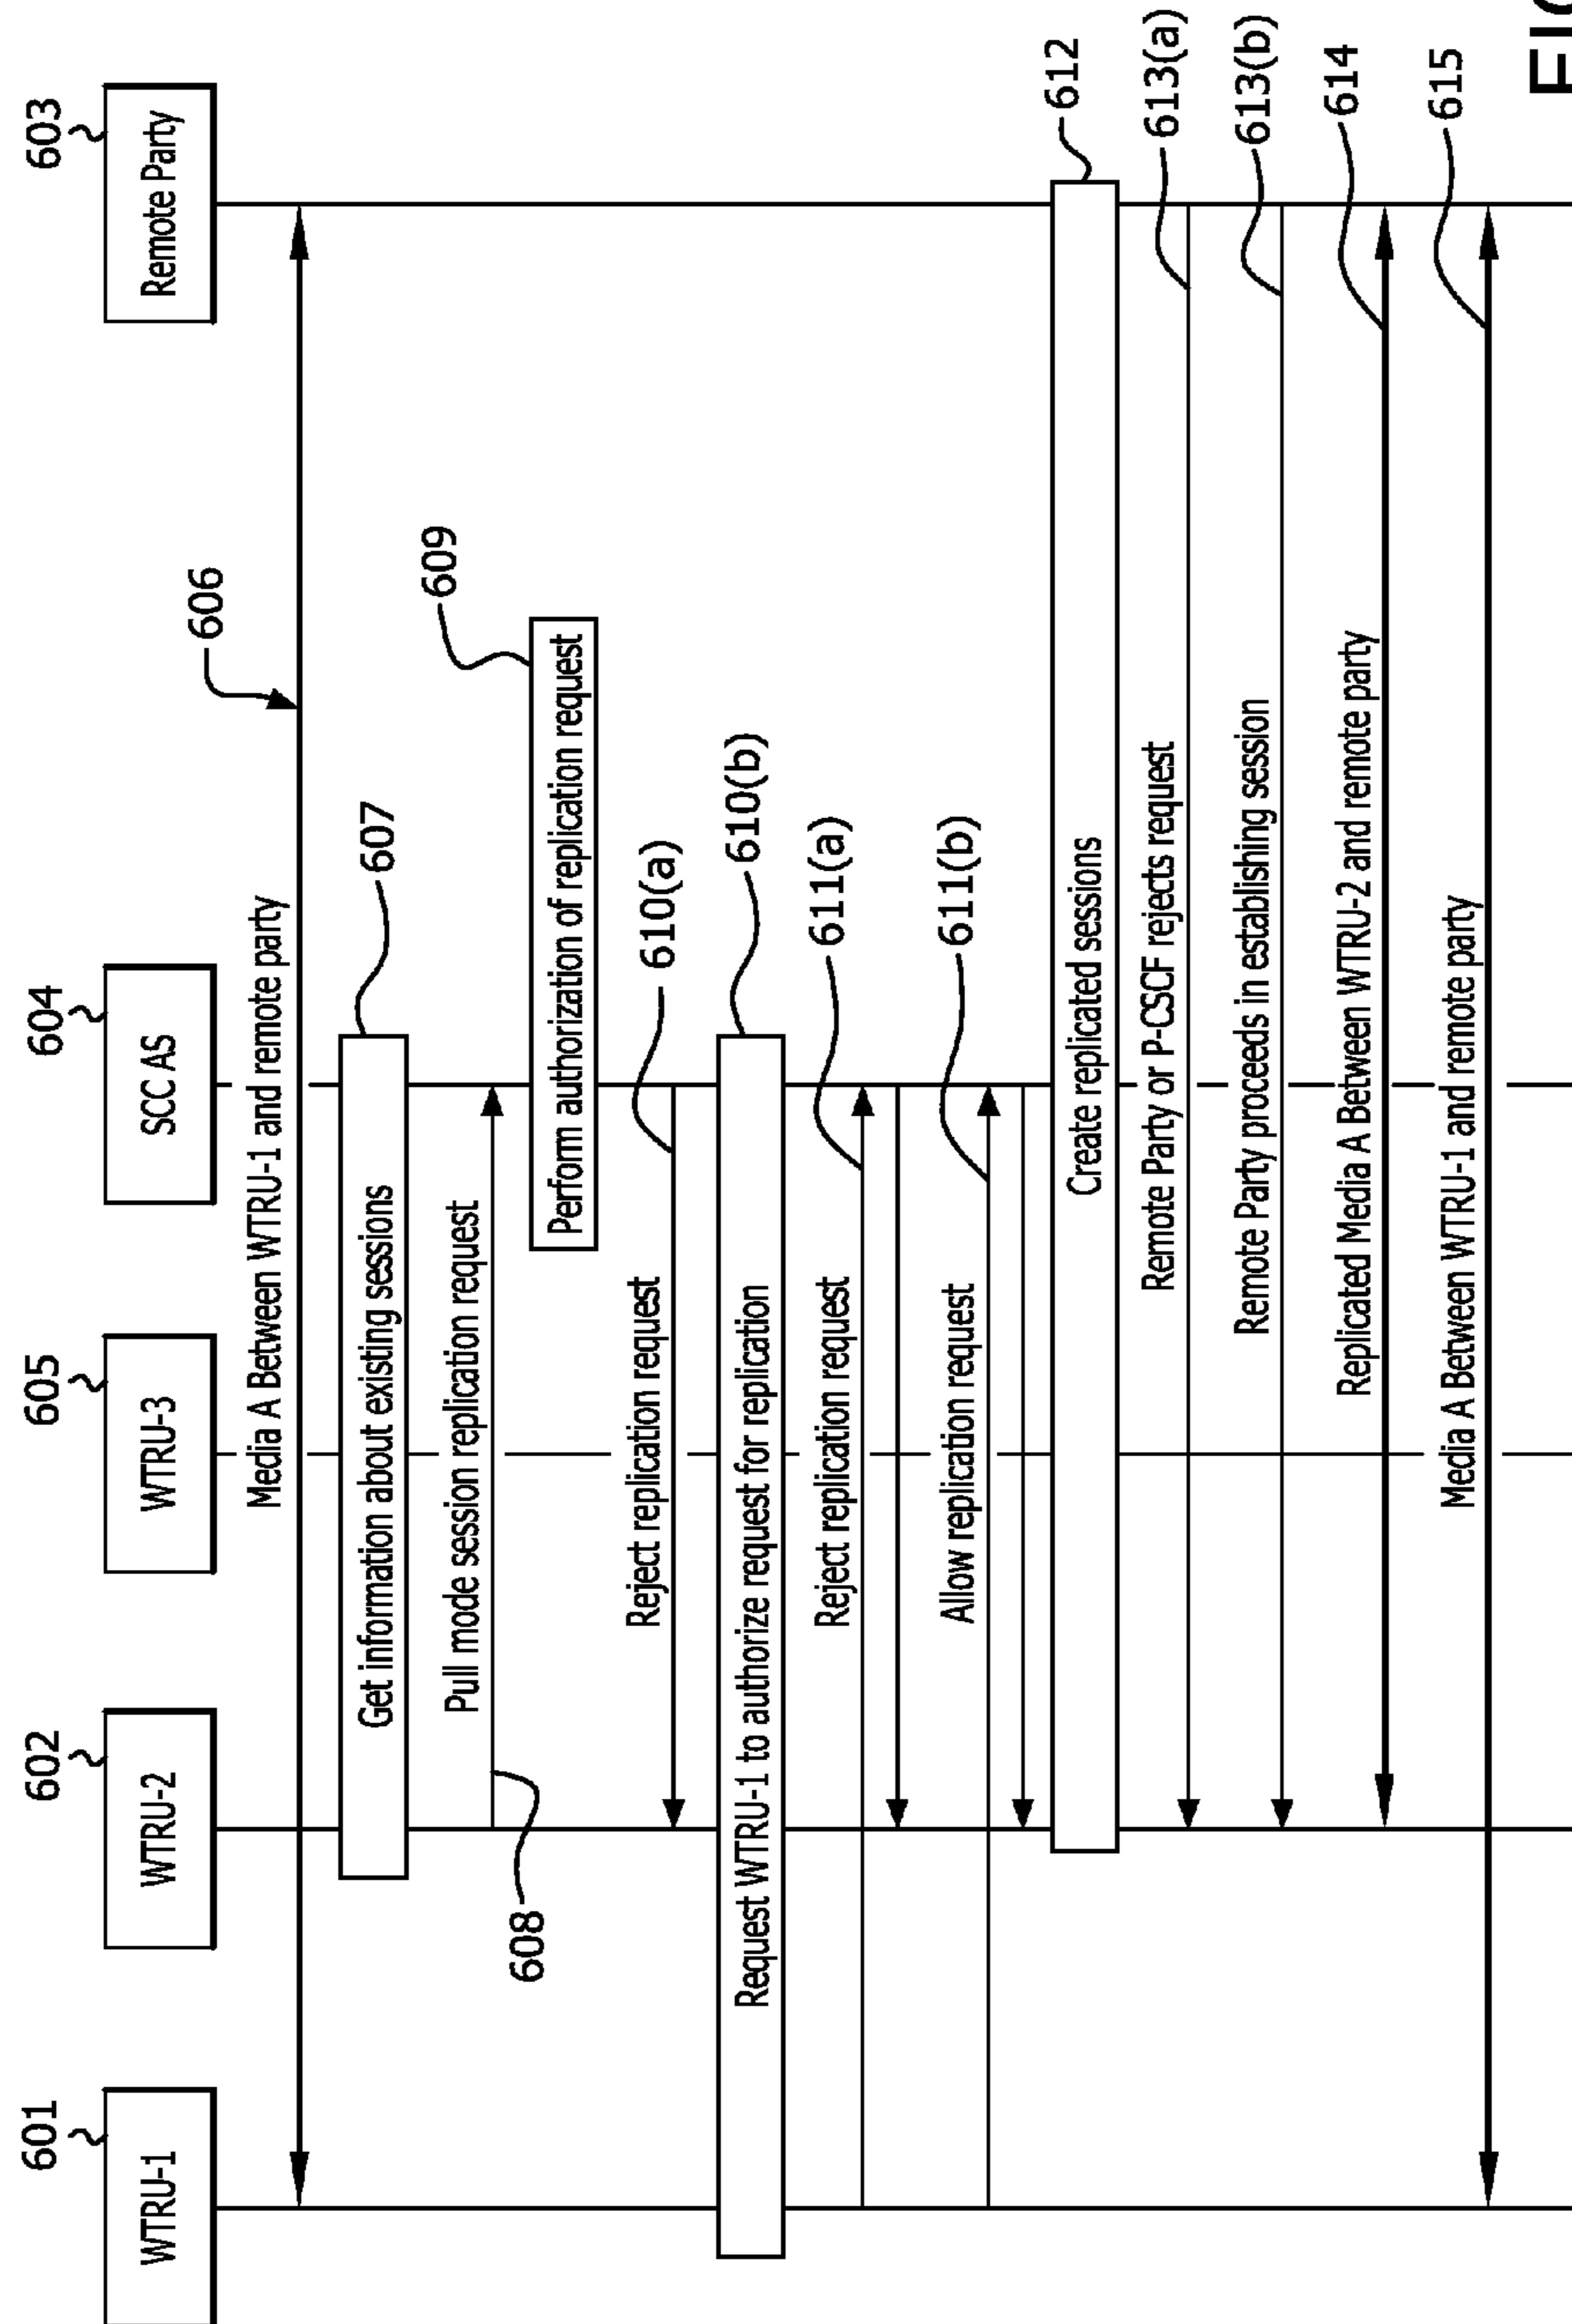 601
602
605
604
603
WTRU-1
WTRU-2
WTRU-3
SCC AS
Remote Party
606
Media A Between WTRU-1 and remote party
607
Get information about existing sessions
Pull mode session replication request
608
609
Perform authorization of replication request
610(a)
Reject replication request
610(b)
Request WTRU-1 to authorize request for replication
611(a)
Reject replication request
611(b)
Allow replication request
612
Create replicated sessions
613(a)
Remote Party or P-CSCF rejects request
613(b)
Remote Party proceeds in establishing session
614
Replicated Media A Between WTRU-2 and remote party
615
Media A Between WTRU-1 and remote party